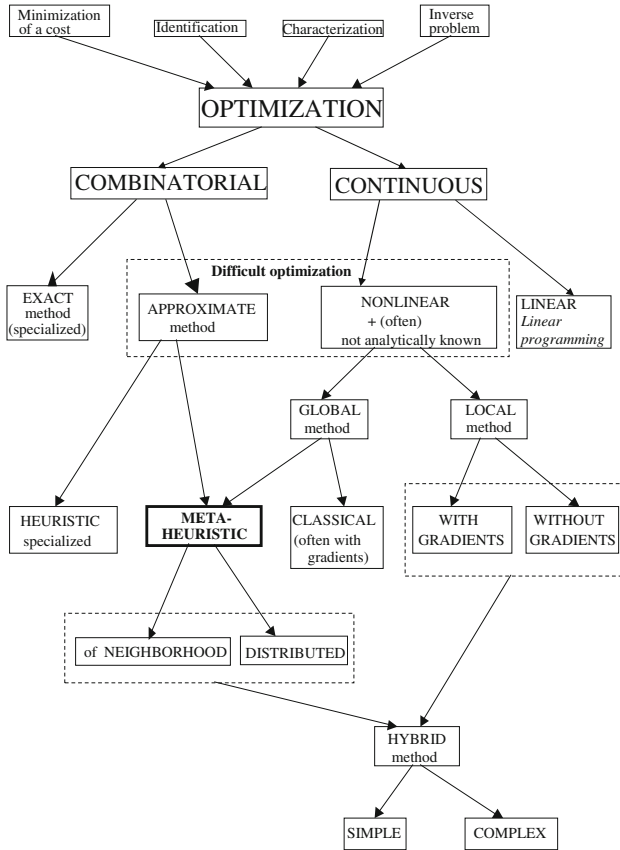 Minimization
of a cost
Identification
Characterization
Inverse
problem
OPTIMIZATION
COMBINATORIAL
CONTINUOUS
Difficult optimization
EXACT
method
(specialized)
APPROXIMATE
method
NONLINEAR
+ (often)
not analytically known
LINEAR
Linear
programming
GLOBAL
method
LOCAL
method
HEURISTIC
specialized
META-
HEURISTIC
CLASSICAL
(often with
gradients)
WITH
GRADIENTS
WITHOUT
GRADIENTS
of NEIGHBORHOOD
DISTRIBUTED
HYBRID
method
SIMPLE
COMPLEX